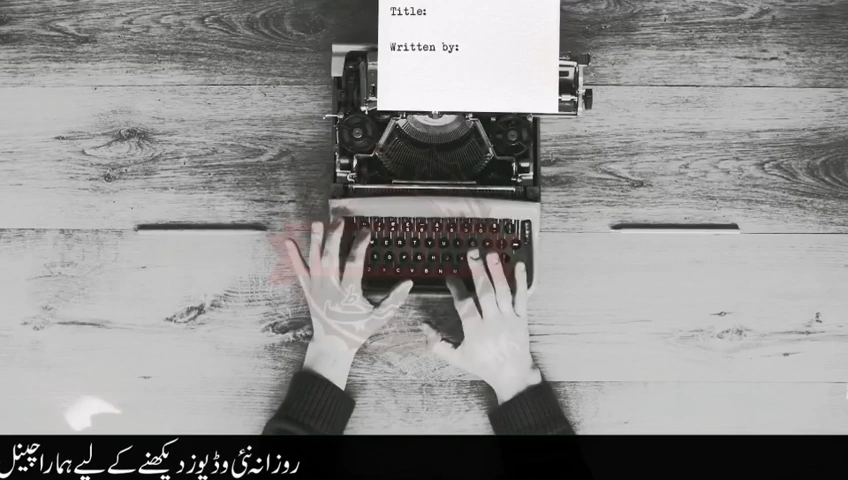 Title:
Written by:
روزانہ نئی وڈیوز دیکھنے کے لیے ہمارا چینل